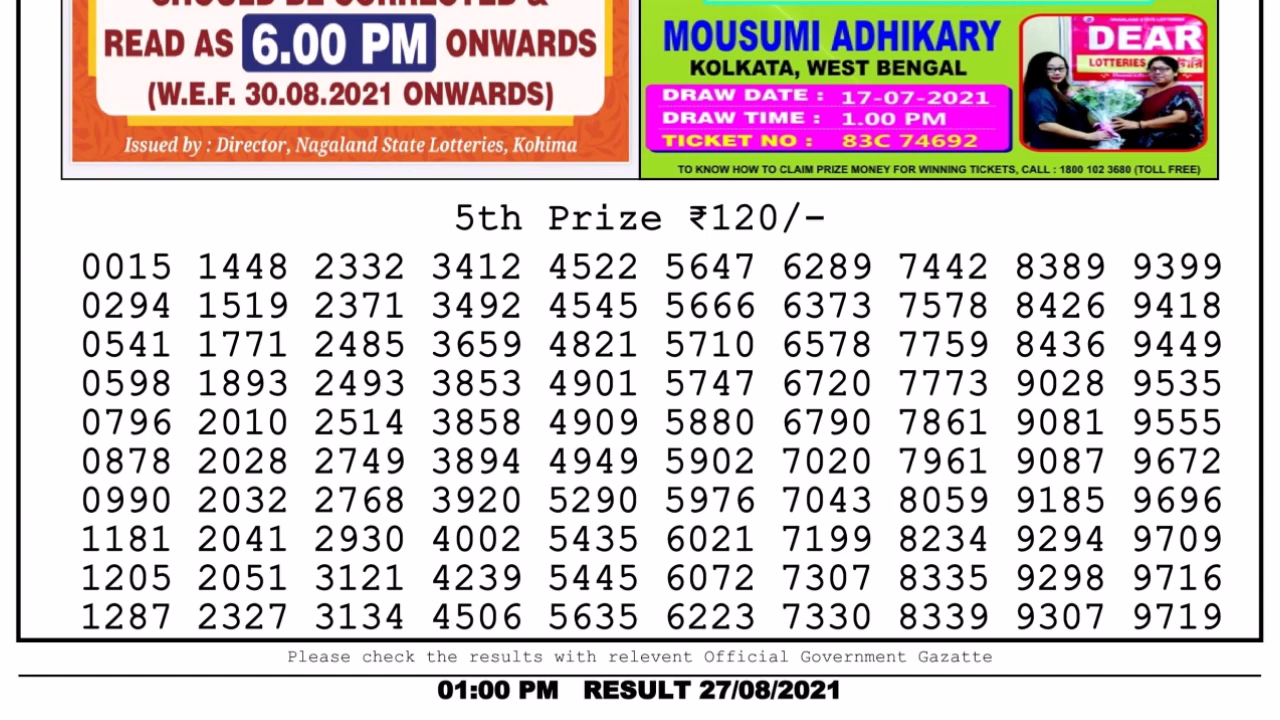 SHOULD BE CORRECTED &
READ AS 6.00 PM ONWARDS
(W.E.F. 30.08.2021 ONWARDS)
Issued by : Director, Nagaland State Lotteries, Kohima
MOUSUMI ADHIKARY
KOLKATA, WEST BENGAL
DRAW DATE : 17-07-2021
DRAW TIME : 1.00 PM
TICKET NO : 83C 74692
DEAR
LOTTERIES
TO KNOW HOW TO CLAIM PRIZE MONEY FOR WINNING TICKETS, CALL : 1800 102 3680 (TOLL FREE)
5th Prize ₹120/-
0015 1448 2332 3412 4522 5647 6289 7442 8389 9399
0294 1519 2371 3492 4545 5666 6373 7578 8426 9418
0541 1771 2485 3659 4821 5710 6578 7759 8436 9449
0598 1893 2493 3853 4901 5747 6720 7773 9028 9535
0796 2010 2514 3858 4909 5880 6790 7861 9081 9555
0878 2028 2749 3894 4949 5902 7020 7961 9087 9672
0990 2032 2768 3920 5290 5976 7043 8059 9185 9696
1181 2041 2930 4002 5435 6021 7199 8234 9294 9709
1205 2051 3121 4239 5445 6072 7307 8335 9298 9716
1287 2327 3134 4506 5635 6223 7330 8339 9307 9719
Please check the results with relevent Official Government Gazatte
01:00 PM RESULT 27/08/2021